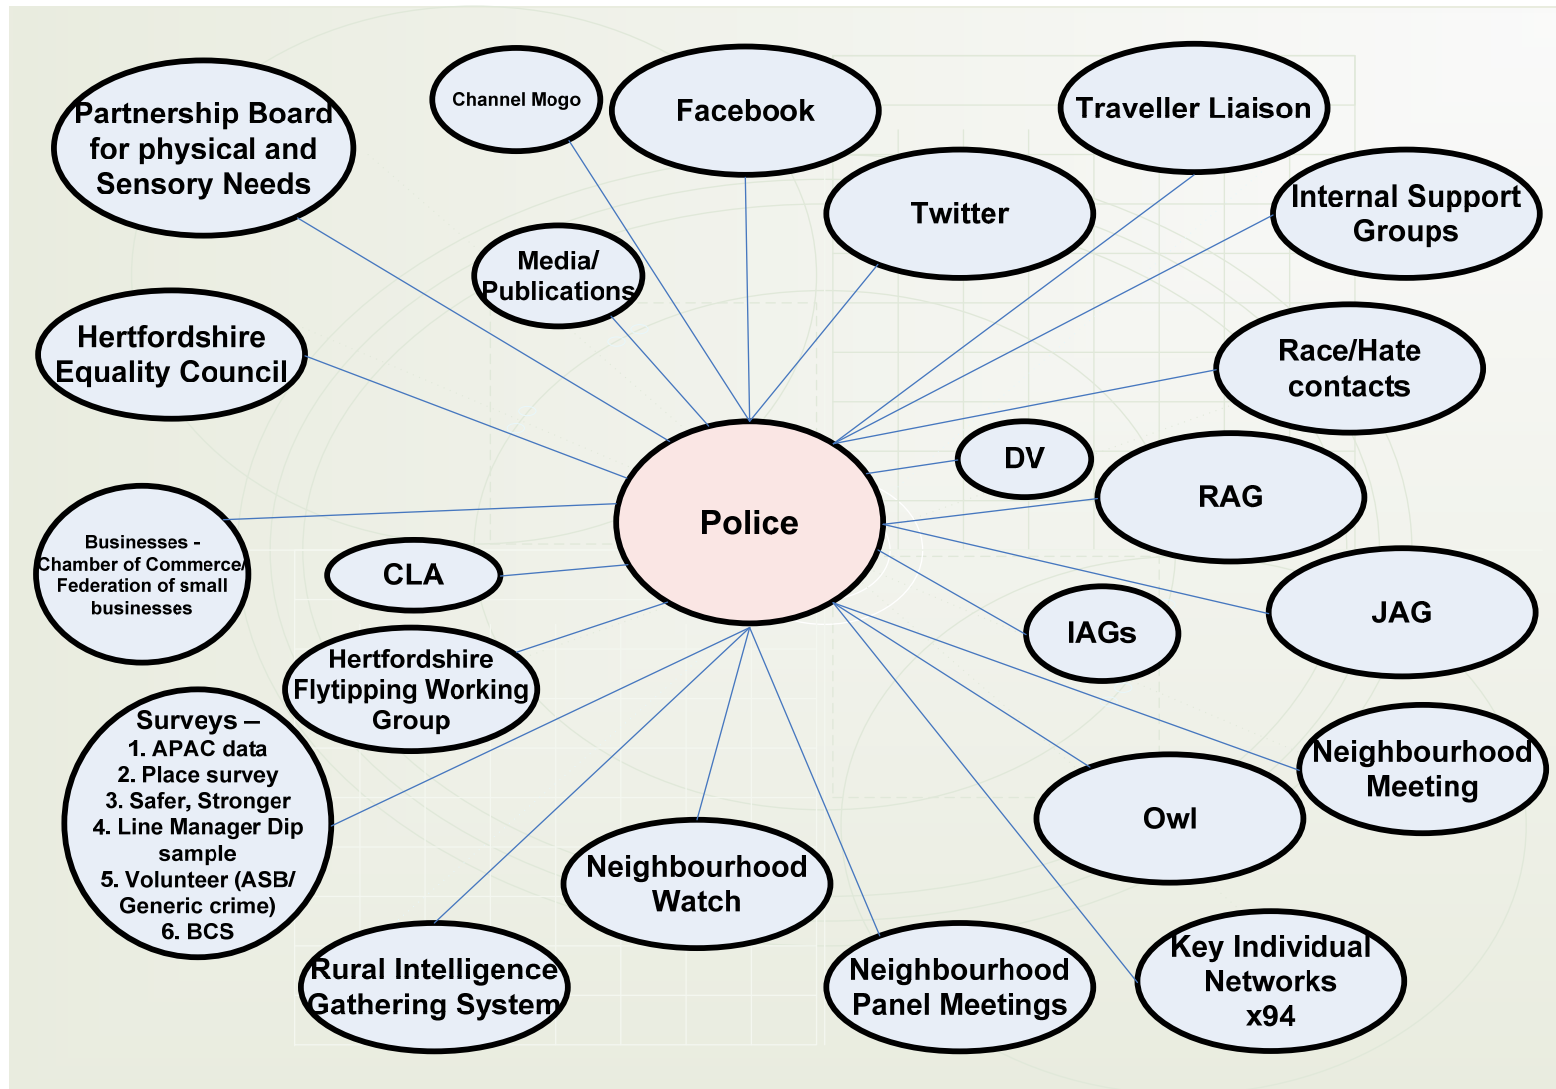 Partnership Board
for physical and
Sensory Needs
Channel Mogo
Facebook
Traveller Liaison
Twitter
Internal Support
Groups
Media/
Publications
Hertfordshire
Equality Council
Race/Hate
contacts
DV
RAG
Police
Businesses -
Chamber of Commerce/
Federation of small
businesses
CLA
IAGs
JAG
Hertfordshire
Flytipping Working
Group
Surveys –
1. APAC data
2. Place survey
3. Safer, Stronger
4. Line Manager Dip
sample
5. Volunteer (ASB/
Generic crime)
6. BCS
Neighbourhood
Meeting
Owl
Neighbourhood
Watch
Rural Intelligence
Gathering System
Neighbourhood
Panel Meetings
Key Individual
Networks
x94